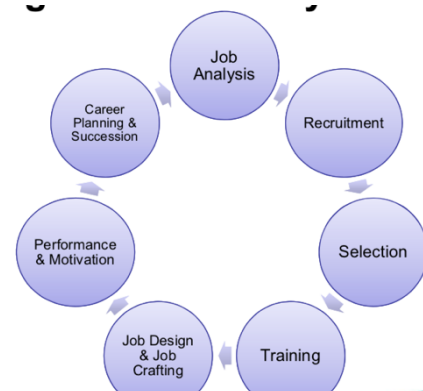 Job
Analysis
Recruitment
Selection
Training
Job Design
& Job
Crafting
Performance
& Motivation
Career
Planning &
Succession